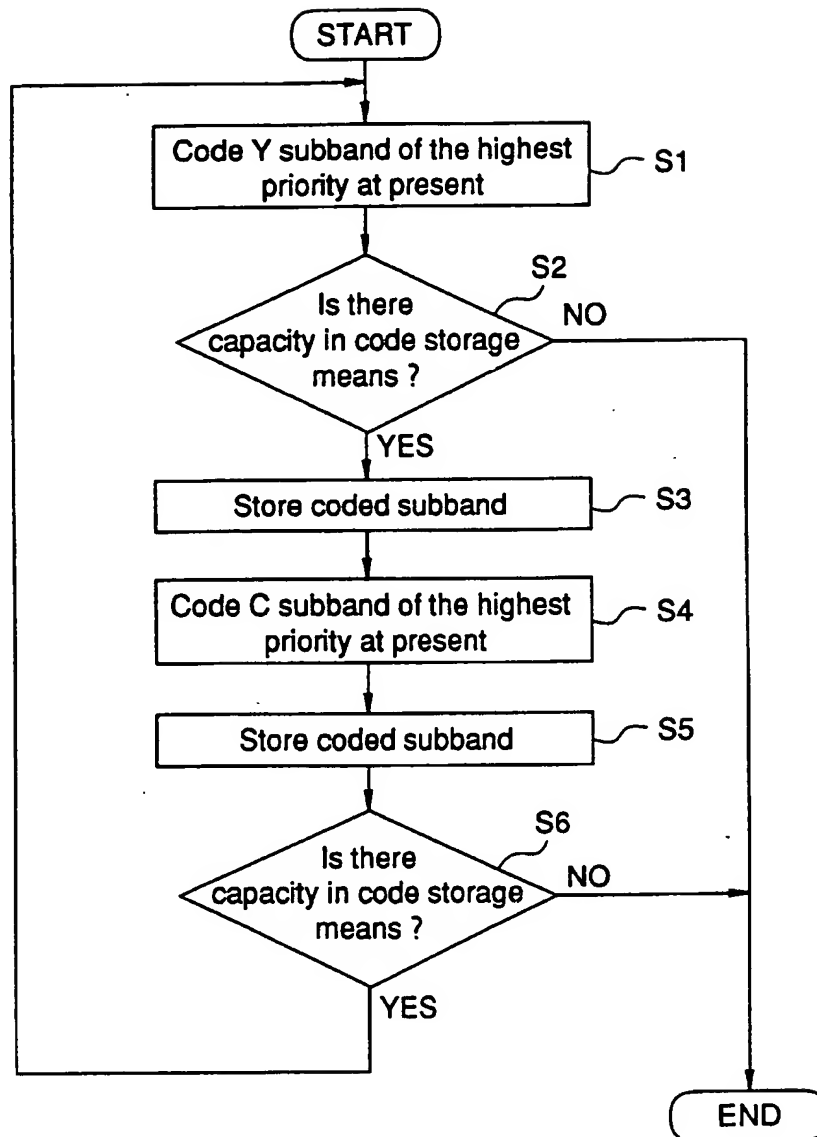 START
Code Y subband of the highest
priority at present
S1
S2
Is there
capacity in code storage
means ?
NO
YES
Store coded subband
S3
Code C subband of the highest
priority at present
S4
Store coded subband
S5
S6
Is there
capacity in code storage
means ?
NO
YES
END